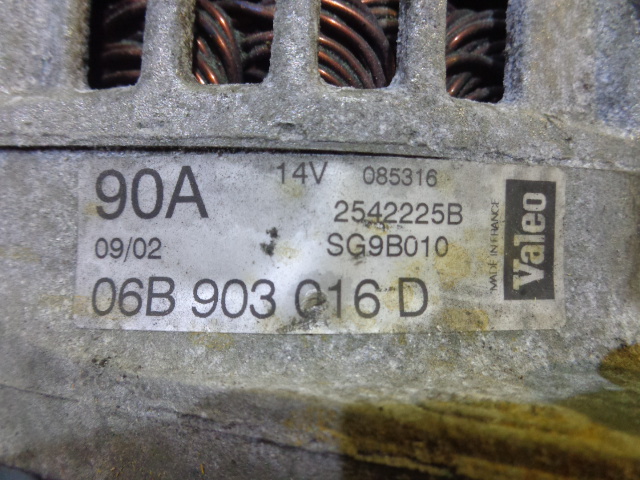 90A 14V 085316
2542225B
09/02 SG9B010
06B 903 016 D
MADE IN FRANCE
Valeo